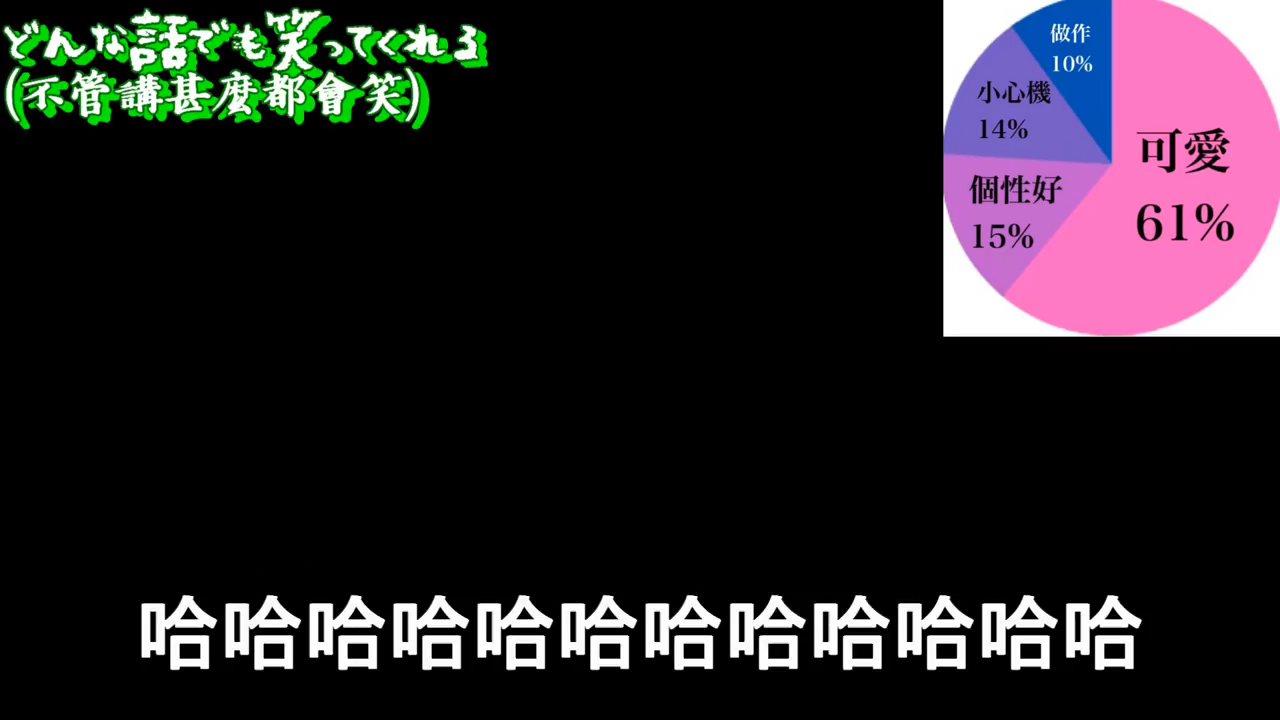 どんな話でも笑ってくれる
(不管講甚麼都會笑)
做作
10%
小心機
14%
個性好
15%
可愛
61%
哈哈哈哈哈哈哈哈哈哈哈哈